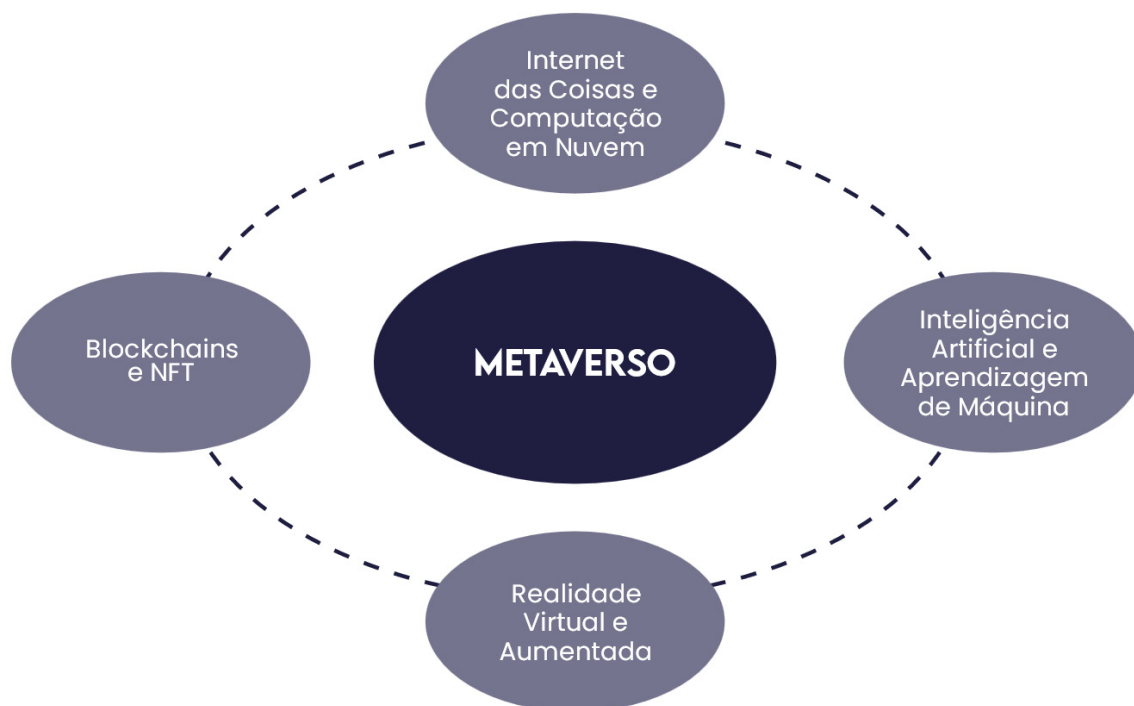 Internet
das Coisas e
Computação
em Nuvem
Blockchains
e NFT
METAVERSO
Inteligência
Artificial e
Aprendizagem
de Máquina
Realidade
Virtual e
Aumentada